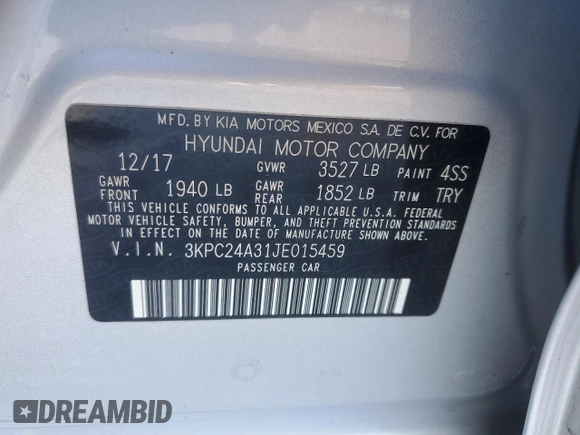 MFD. BY KIA MOTORS MEXICO S.A. DE C.V. FOR
HYUNDAI MOTOR COMPANY
12/17 GVWR 3527 LB PAINT 4SS
GAWR FRONT 1940 LB GAWR REAR 1852 LB TRIM TRY
THIS VEHICLE CONFORMS TO ALL APPLICABLE U.S.A. FEDERAL
MOTOR VEHICLE SAFETY, BUMPER, AND THEFT PREVENTION STANDARDS
IN EFFECT ON THE DATE OF MANUFACTURE SHOWN ABOVE.
V.I.N. 3KPC24A31JE015459
PASSENGER CAR
DREAMBID